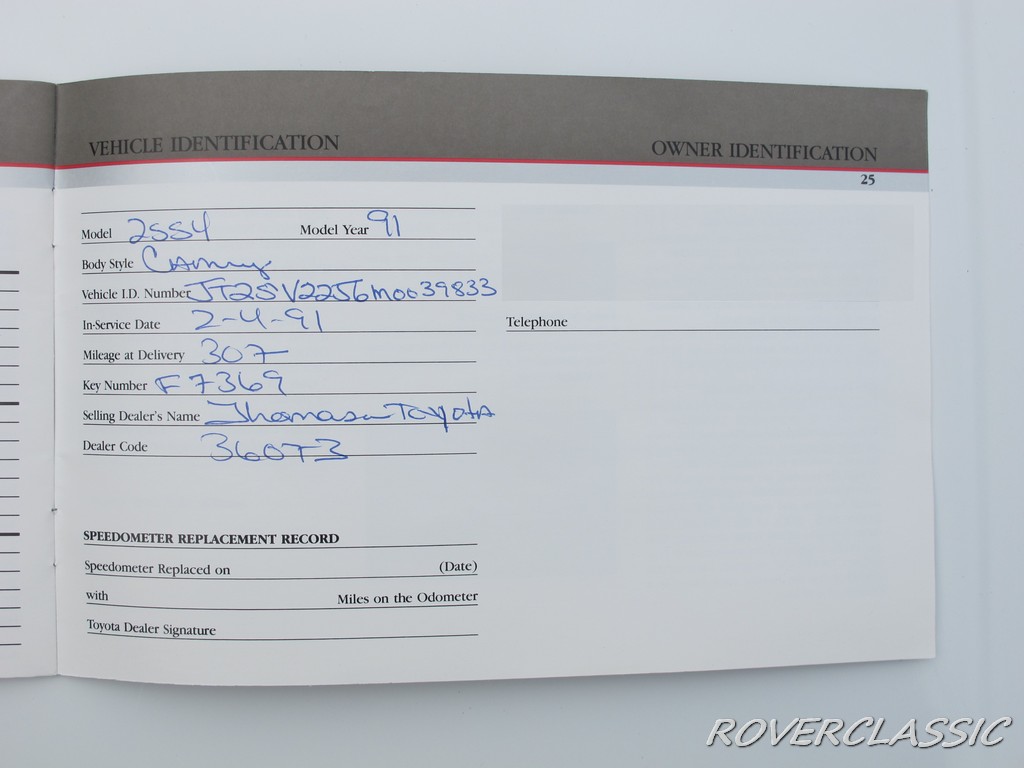 VEHICLE IDENTIFICATION
OWNER IDENTIFICATION
25
Model 2554 Model Year 91
Body Style Camry
Vehicle I.D. Number JT2SV22J6M0039833
In-Service Date 2-4-91
Mileage at Delivery 307
Key Number F7369
Selling Dealer's Name Thomason Toyota
Dealer Code 36073
Telephone
SPEEDOMETER REPLACEMENT RECORD
Speedometer Replaced on (Date)
with Miles on the Odometer
Toyota Dealer Signature
ROVERCLASSIC